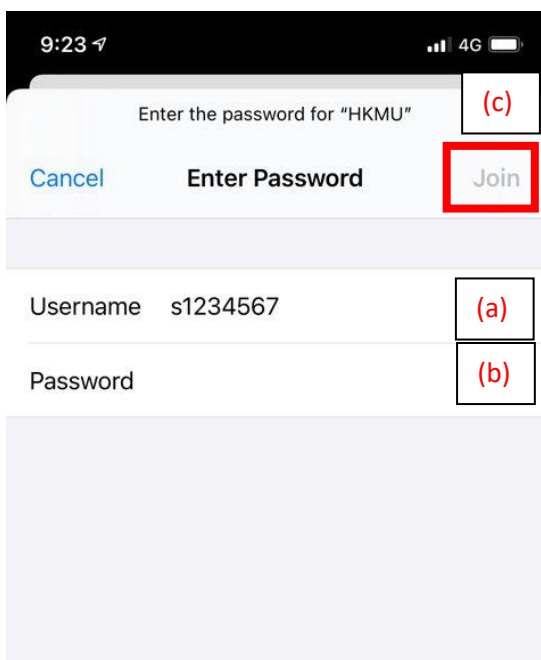 9:23 4G
(c)
Enter the password for “HKMU”
Cancel Enter Password Join
Username s1234567 (a)
Password (b)